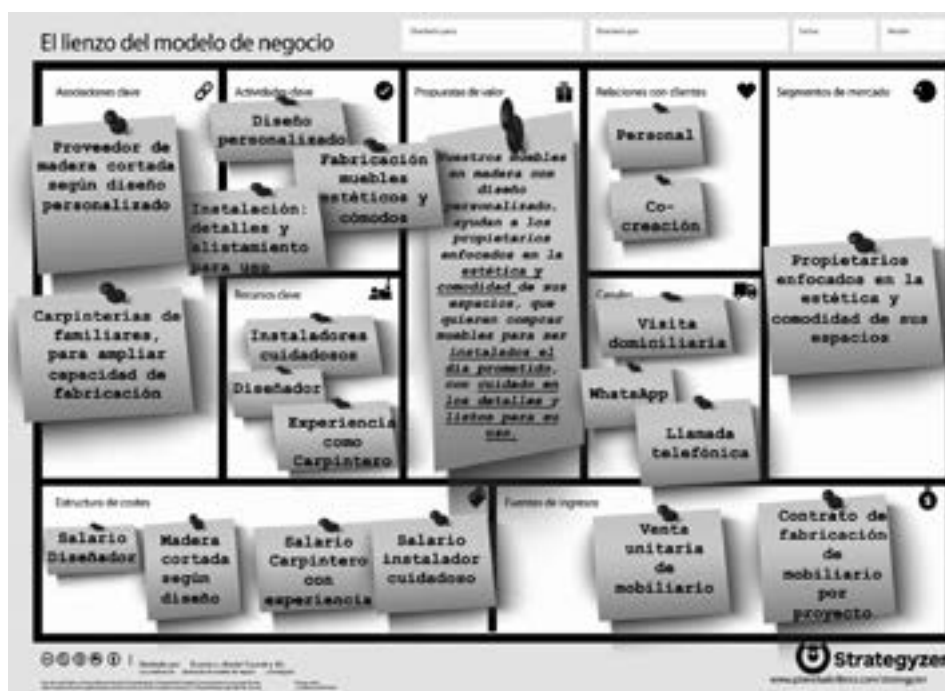 El lienzo del modelo de negocio
Asociaciones clave
Proveedor de
madera cortada
según diseño
personalizado
Carpinterías de
familiares,
para ampliar
capacidad de
fabricación
Actividades clave
Diseño
personalizado
Fabricación
muebles
estéticos y
cómodos
Instalación:
detalles y
alistamiento
para uso
Recursos clave
Instaladores
cuidadosos
Diseñador
Experiencia
como
Carpintero
Propuestas de valor
Nuestros muebles
en madera con
diseño
personalizado,
ayudan a los
propietarios
enfocados en la
estética y
comodidad de sus
espacios, que
quieren comprar
muebles para ser
instalados el
día prometido,
con cuidado en
los detalles y
listos para su
uso.
Relaciones con clientes
Personal
Co-
creación
Canales
Visita
domiciliaria
WhatsApp
Llamada
telefónica
Segmentos de mercado
Propietarios
enfocados en la
estética y
comodidad de sus
espacios
Estructura de costes
Salario
Diseñador
Madera
cortada
según
diseño
Salario
Carpintero
con
experiencia
Salario
instalador
cuidadoso
Fuentes de ingresos
Venta
unitaria
de
mobiliario
Contrato de
fabricación
de
mobiliario
por
proyecto
Strategyzer